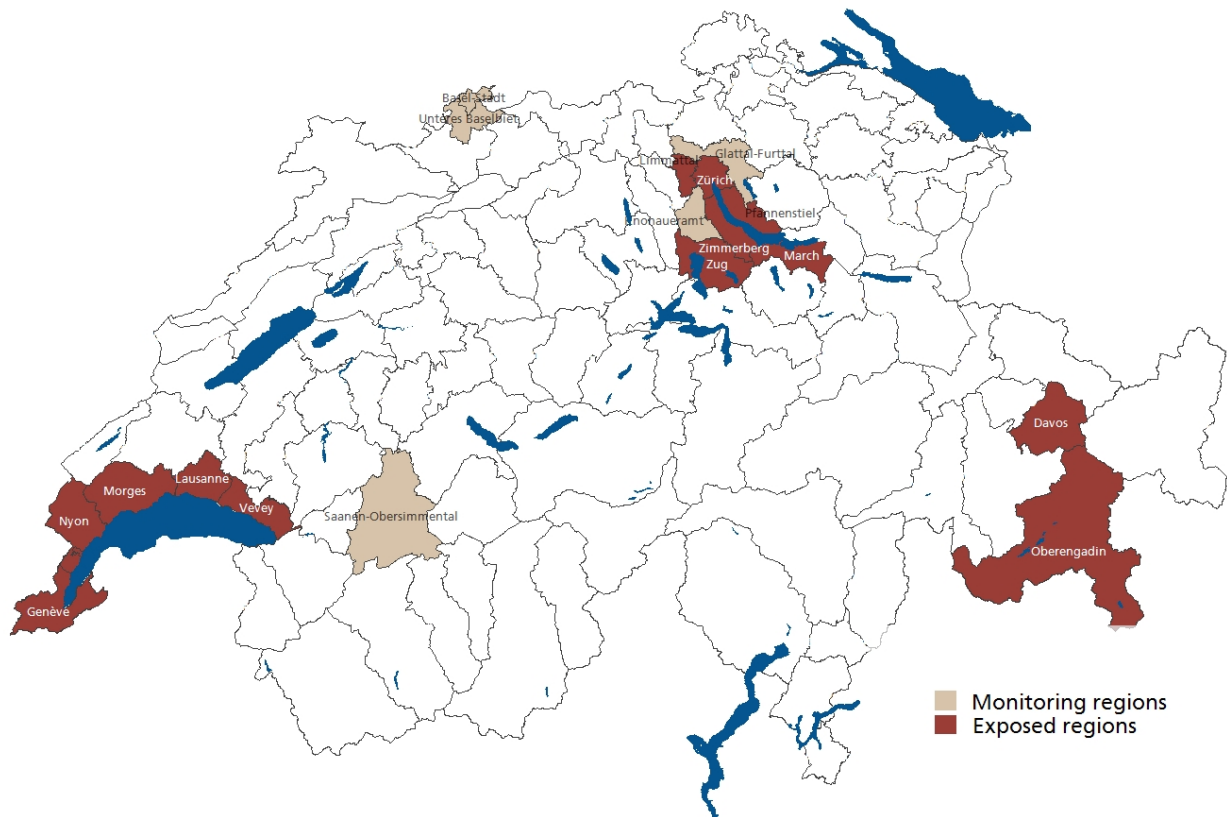 Basel-Stadt
Unteres Baselbiet
Glattal-Furttal
Limmattal
Zürich
Pfannenstiel
Knonaueramt
Zimmerberg
March
Zug
Davos
Lausanne
Morges
Vevey
Saanen-Obersimmental
Nyon
Oberengadin
Genève
Monitoring regions
Exposed regions